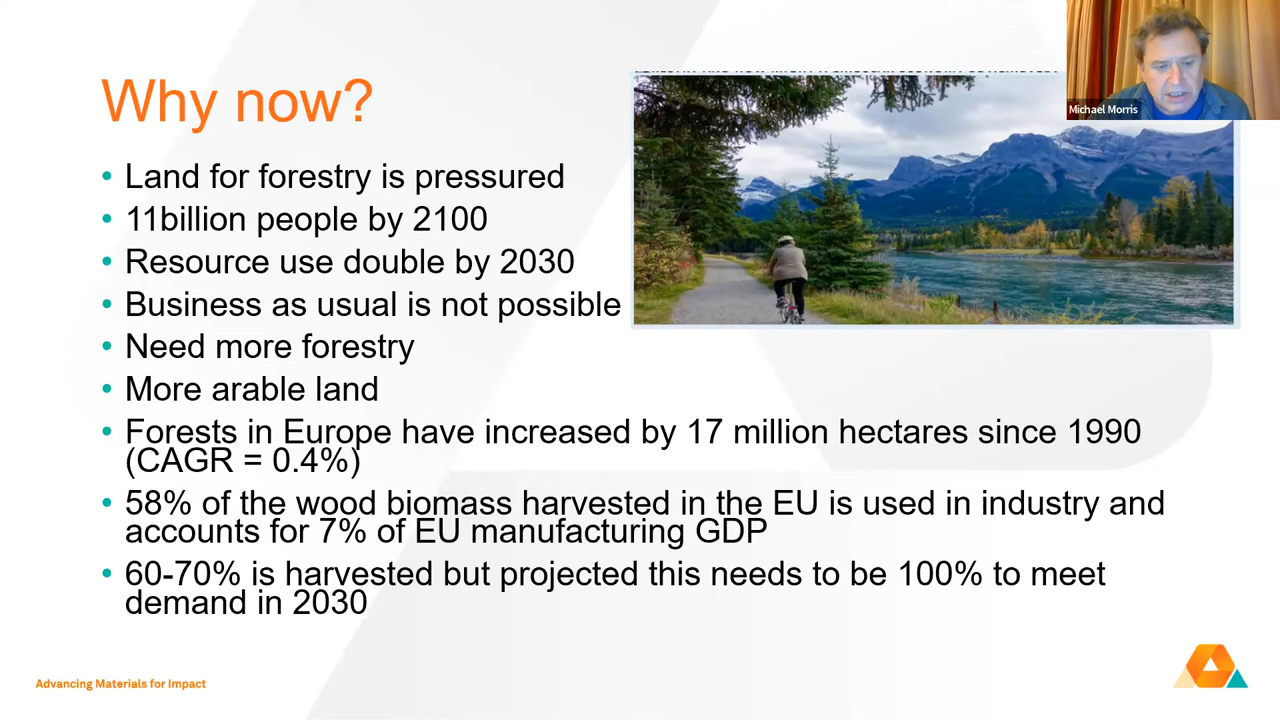 Why now?
Michael Morris
• Land for forestry is pressured
• 11billion people by 2100
• Resource use double by 2030
• Business as usual is not possible
• Need more forestry
• More arable land
• Forests in Europe have increased by 17 million hectares since 1990
(CAGR = 0.4%)
• 58% of the wood biomass harvested in the EU is used in industry and
accounts for 7% of EU manufacturing GDP
• 60-70% is harvested but projected this needs to be 100% to meet
demand in 2030
Advancing Materials for Impact